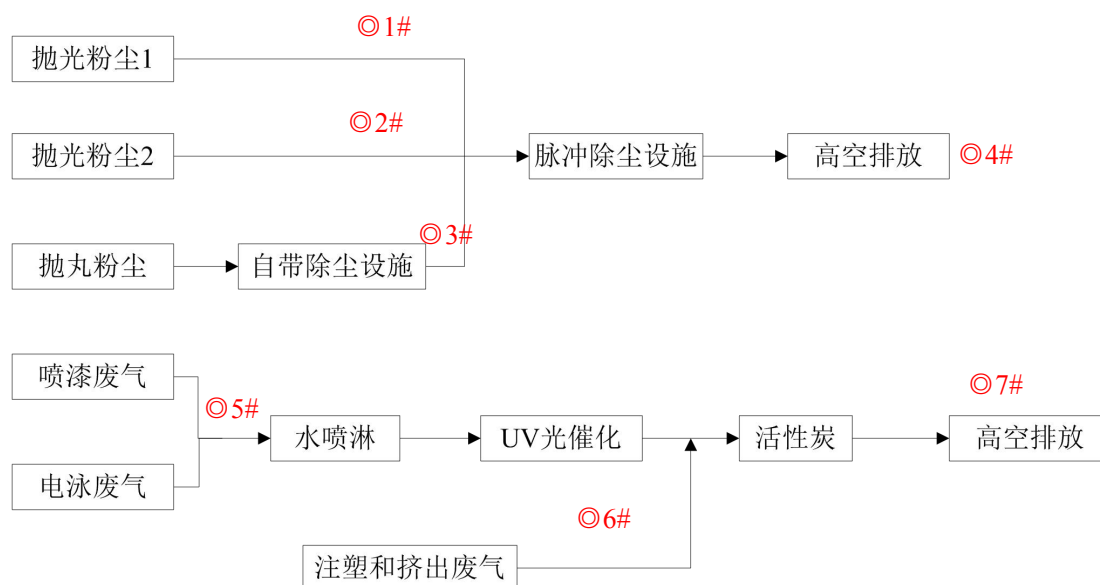 ◎1#
抛光粉尘1
◎2#
抛光粉尘2
脉冲除尘设施
高空排放
◎4#
◎3#
抛丸粉尘
自带除尘设施
喷漆废气
◎5#
◎7#
水喷淋
UV光催化
活性炭
高空排放
电泳废气
◎6#
注塑和挤出废气